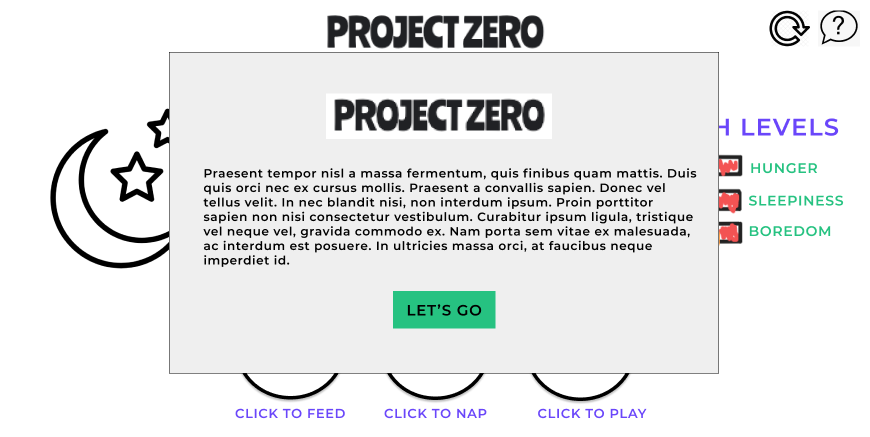 PROJECT ZERO
?
PROJECT ZERO
H LEVELS
HUNGER
SLEEPINESS
BOREDOM
Praesent tempor nisl a massa fermentum, quis finibus quam mattis. Duis
quis orci nec ex cursus mollis. Praesent a convallis sapien. Donec vel
tellus velit. In nec blandit nisi, non interdum ipsum. Proin porttitor
sapien non nisi consectetur vestibulum. Curabitur ipsum ligula, tristique
vel neque vel, gravida commodo ex. Nam porta sem vitae ex malesuada,
ac interdum est posuere. In ultricies massa orci, at faucibus neque
imperdiet id.
LET'S GO
CLICK TO FEED
CLICK TO NAP
CLICK TO PLAY